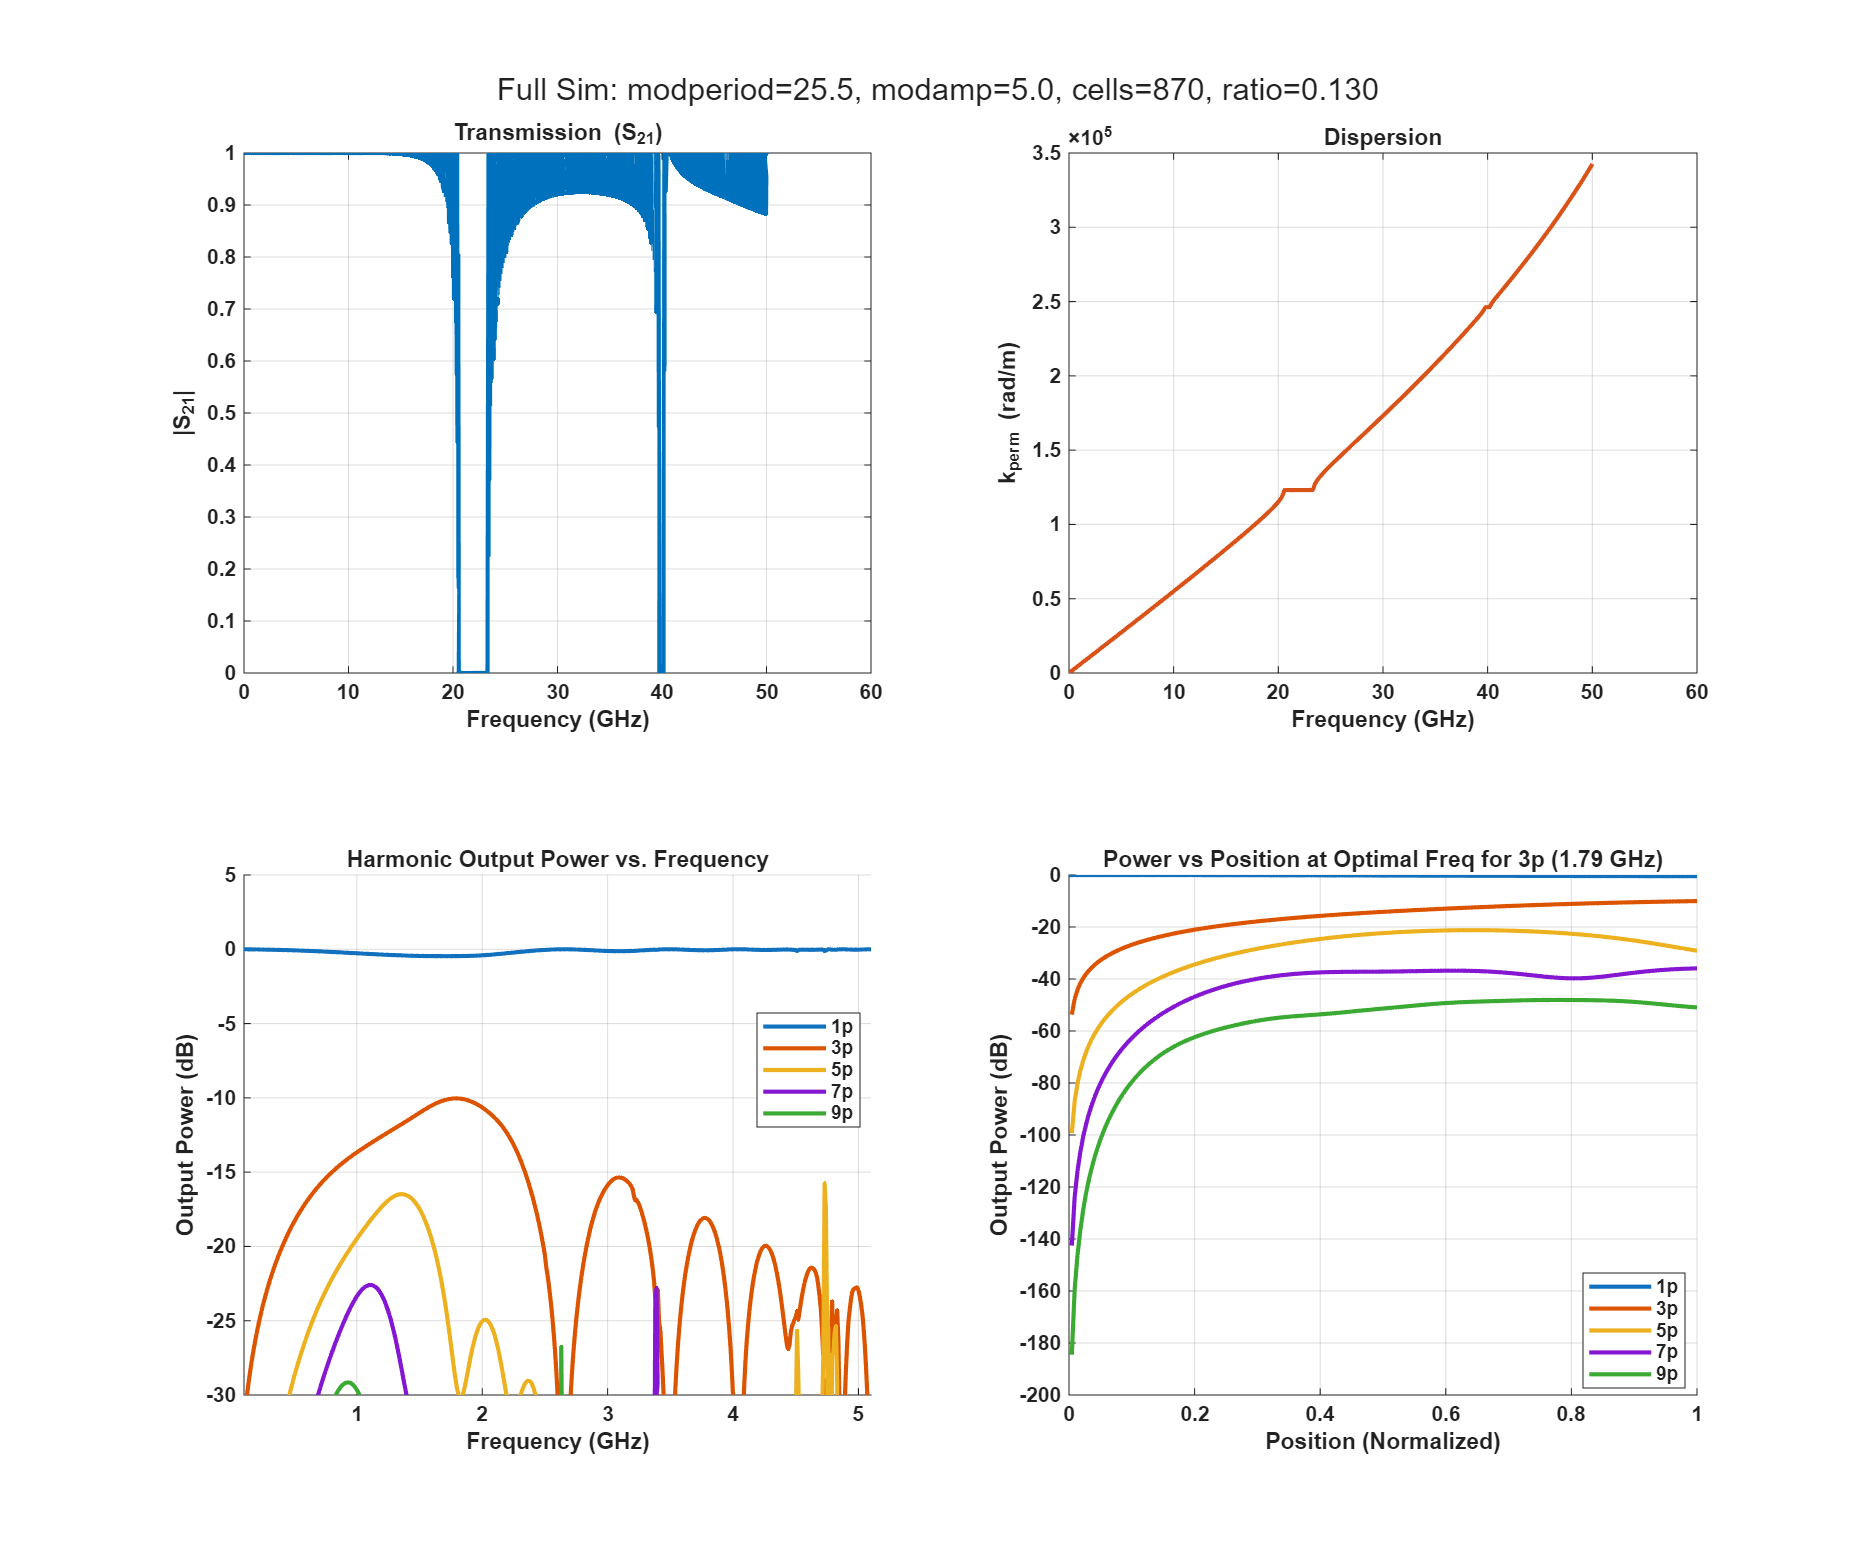 Full Sim: modperiod=25.5, modamp=5.0, cells=870, ratio=0.130
Transmission (S21)
1
0.9
0.8
0.7
0.6
0.5
0.4
0.3
0.2
0.1
0
|S21|
0 10 20 30 40 50 60
Frequency (GHz)
×10^5
Dispersion
3.5
3
2.5
2
1.5
1
0.5
0
kperm (rad/m)
0 10 20 30 40 50 60
Frequency (GHz)
Harmonic Output Power vs. Frequency
5
0
-5
-10
-15
-20
-25
-30
Output Power (dB)
1p
3p
5p
7p
9p
1 2 3 4 5
Frequency (GHz)
Power vs Position at Optimal Freq for 3p (1.79 GHz)
0
-20
-40
-60
-80
-100
-120
-140
-160
-180
-200
Output Power (dB)
1p
3p
5p
7p
9p
0 0.2 0.4 0.6 0.8 1
Position (Normalized)